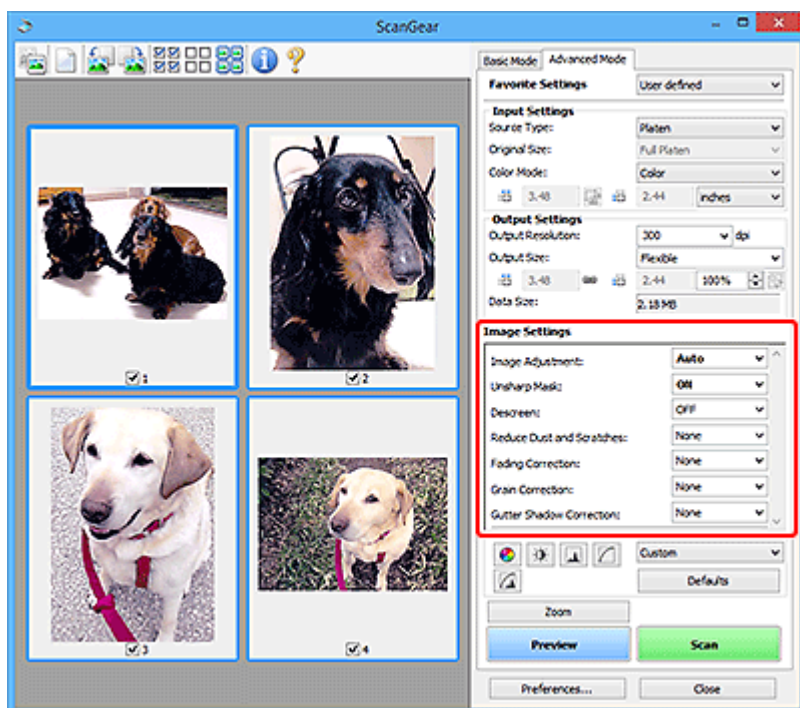 ScanGear
Basic Mode Advanced Mode
Favorite Settings User defined
Input Settings
Source Type: Platen
Original Size: Full Platen
Color Mode: Color
3.48 2.44 inches
Output Settings
Output Resolution: 300 dpi
Output Size: Flexible
3.48 2.44 100%
Data Size: 2.18 MB
Image Settings
Image Adjustment: Auto
Unsharp Mask: ON
Descreen: OFF
Reduce Dust and Scratches: None
Fading Correction: None
Grain Correction: None
Gutter Shadow Correction: None
Custom
Defaults
Zoom
Preview Scan
Preferences... Close
1
2
3
4